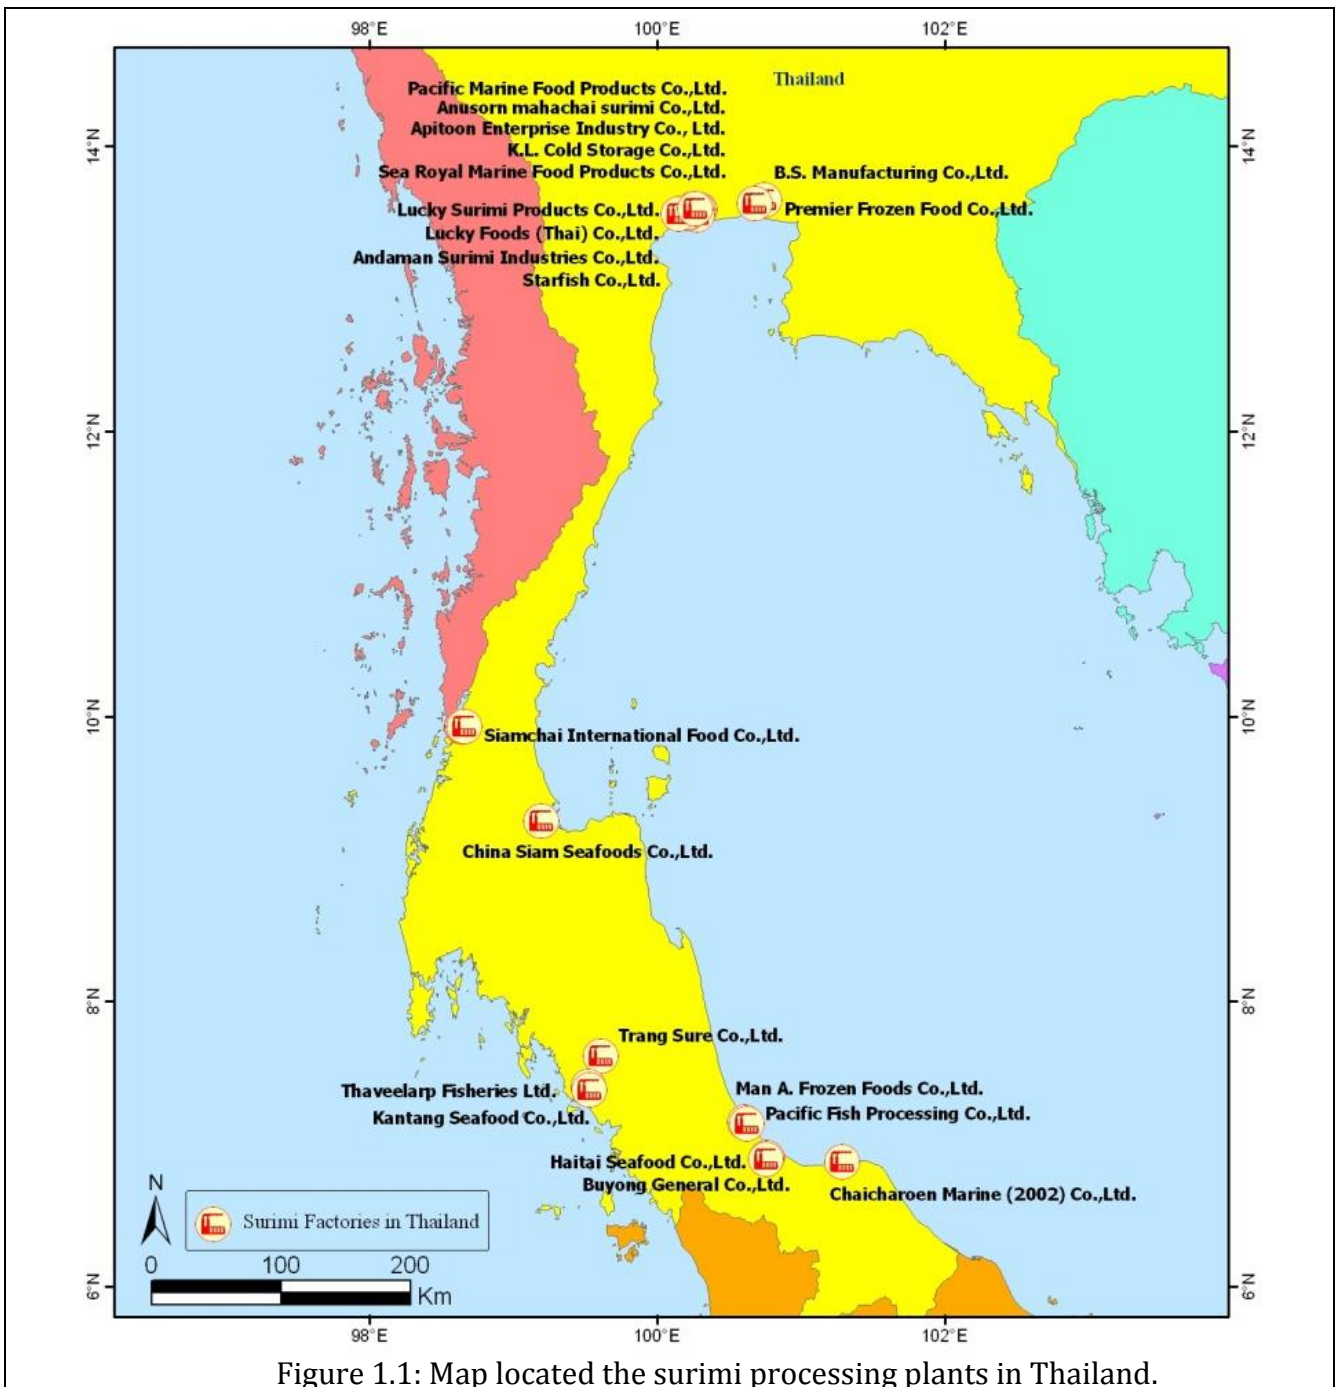 98°E 100°E 102°E
Thailand
Pacific Marine Food Products Co.,Ltd.
Anusorn mahachai surimi Co.,Ltd.
Apitoon Enterprise Industry Co., Ltd.
K.L. Cold Storage Co.,Ltd.
Sea Royal Marine Food Products Co.,Ltd.
Lucky Surimi Products Co.,Ltd.
Lucky Foods (Thai) Co.,Ltd.
Andaman Surimi Industries Co.,Ltd.
Starfish Co.,Ltd.
B.S. Manufacturing Co.,Ltd.
Premier Frozen Food Co.,Ltd.
14°N 14°N
12°N 12°N
10°N 10°N
Siamchai International Food Co.,Ltd.
China Siam Seafoods Co.,Ltd.
8°N 8°N
Trang Sure Co.,Ltd.
Thaveelarp Fisheries Ltd.
Kantang Seafood Co.,Ltd.
Man A. Frozen Foods Co.,Ltd.
Pacific Fish Processing Co.,Ltd.
Haitai Seafood Co.,Ltd.
Buyong General Co.,Ltd.
Chaicharoen Marine (2002) Co.,Ltd.
N
Surimi Factories in Thailand
0 100 200
Km
6°N 6°N
98°E 100°E 102°E
Figure 1.1: Map located the surimi processing plants in Thailand.